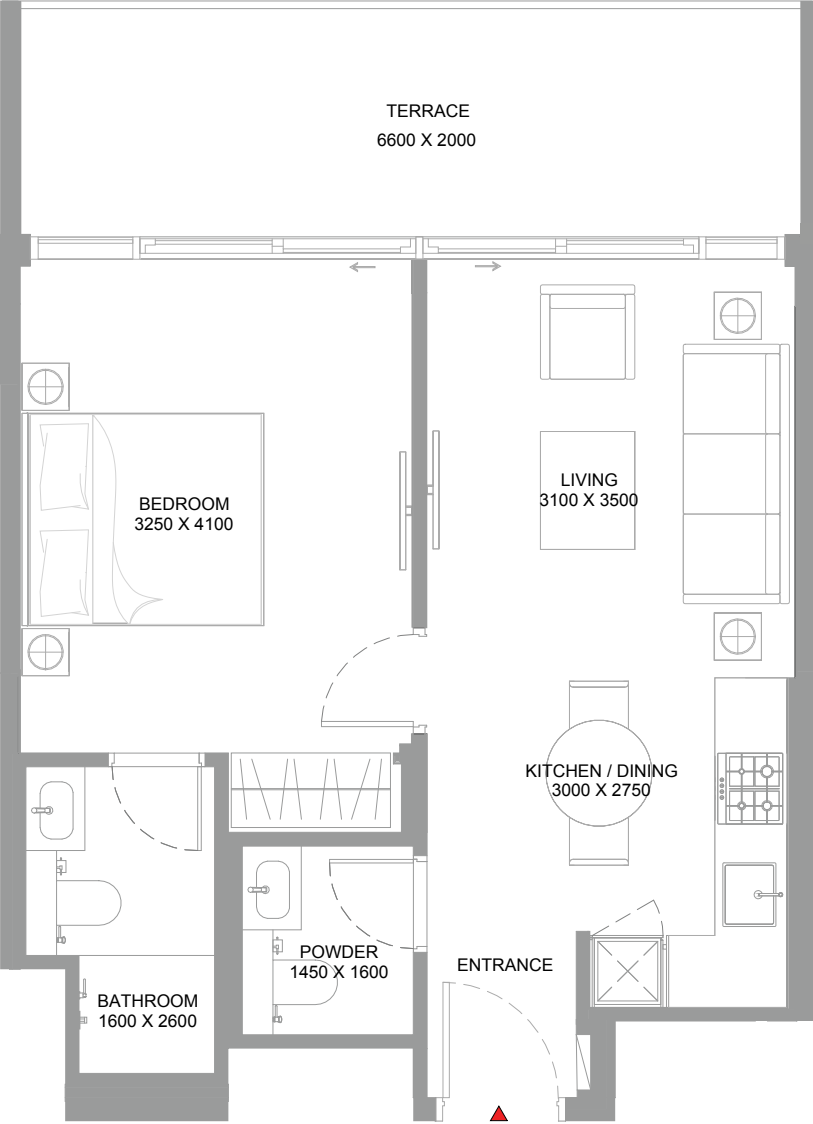 TERRACE
6600 X 2000
BEDROOM
3250 X 4100
LIVING
3100 X 3500
KITCHEN / DINING
3000 X 2750
POWDER
1450 X 1600
ENTRANCE
BATHROOM
1600 X 2600